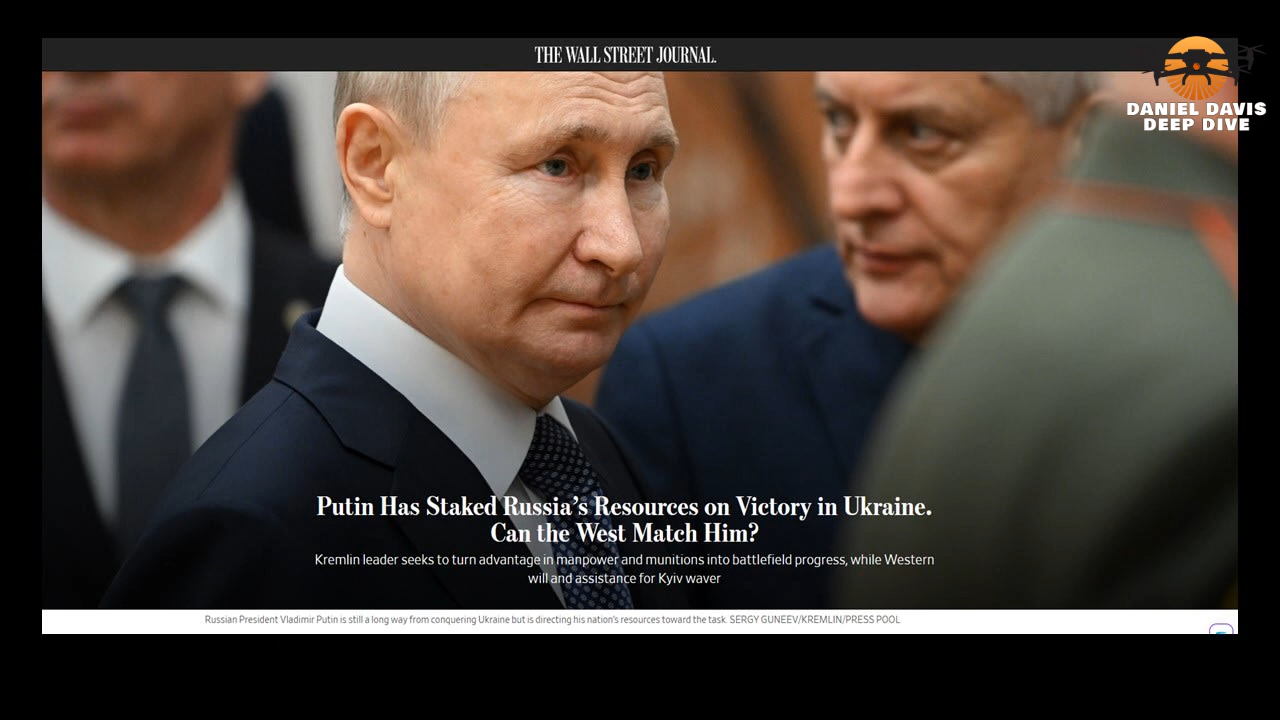 THE WALL STREET JOURNAL.
DANIEL DAVIS
DEEP DIVE
Putin Has Staked Russia's Resources on Victory in Ukraine.
Can the West Match Him?
Kremlin leader seeks to turn advantage in manpower and munitions into battlefield progress, while Western
will and assistance for Kyiv waver
Russian President Vladimir Putin is still a long way from conquering Ukraine but is directing his nation's resources toward the task. SERGY GUNEEV/KREMLIN/PRESS POOL